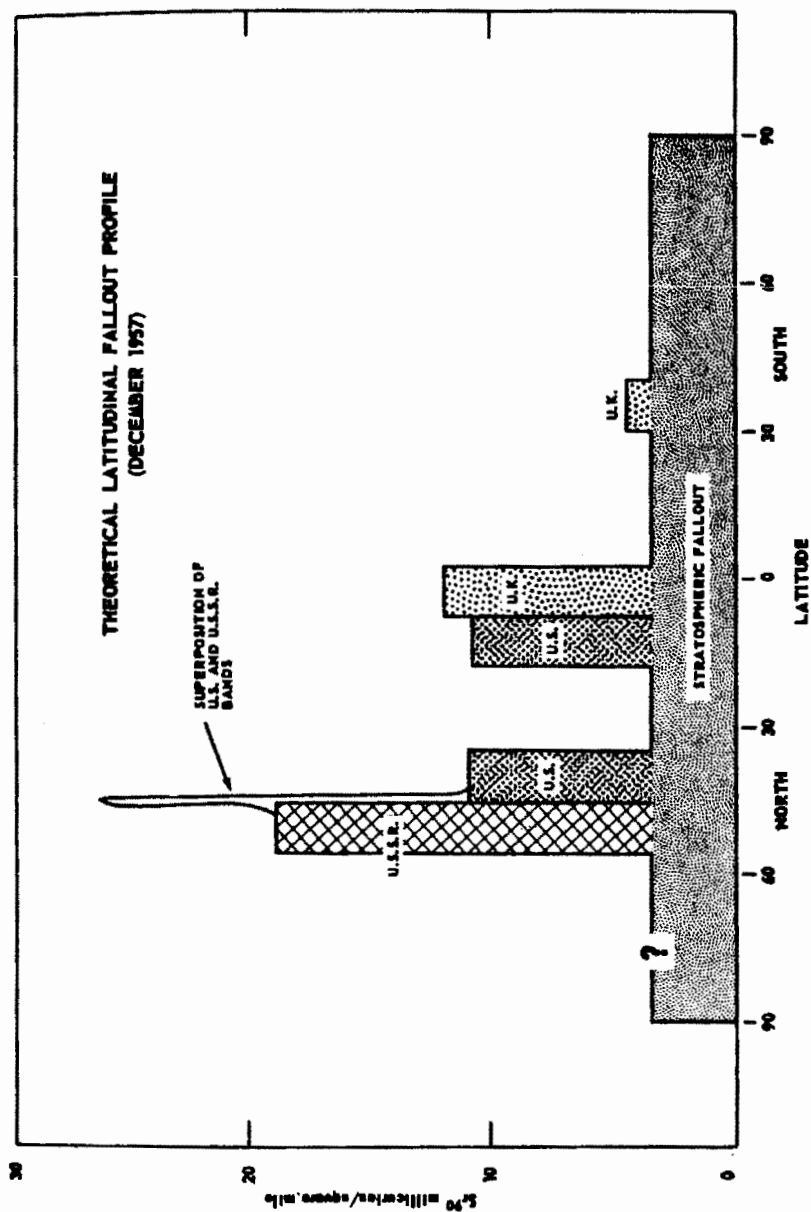 THEORETICAL LATITUDINAL FALLOUT PROFILE
(DECEMBER 1957)
SUPERPOSITION OF
U.S. AND U.S.S.R.
BANDS
U.S.S.R.
U.S.
U.S.
U.K.
U.K.
?
STRATOSPHERIC FALLOUT
Sr⁹⁰ millicuries/square mile
30
20
10
0
90
60
30
0
30
60
90
NORTH
SOUTH
LATITUDE